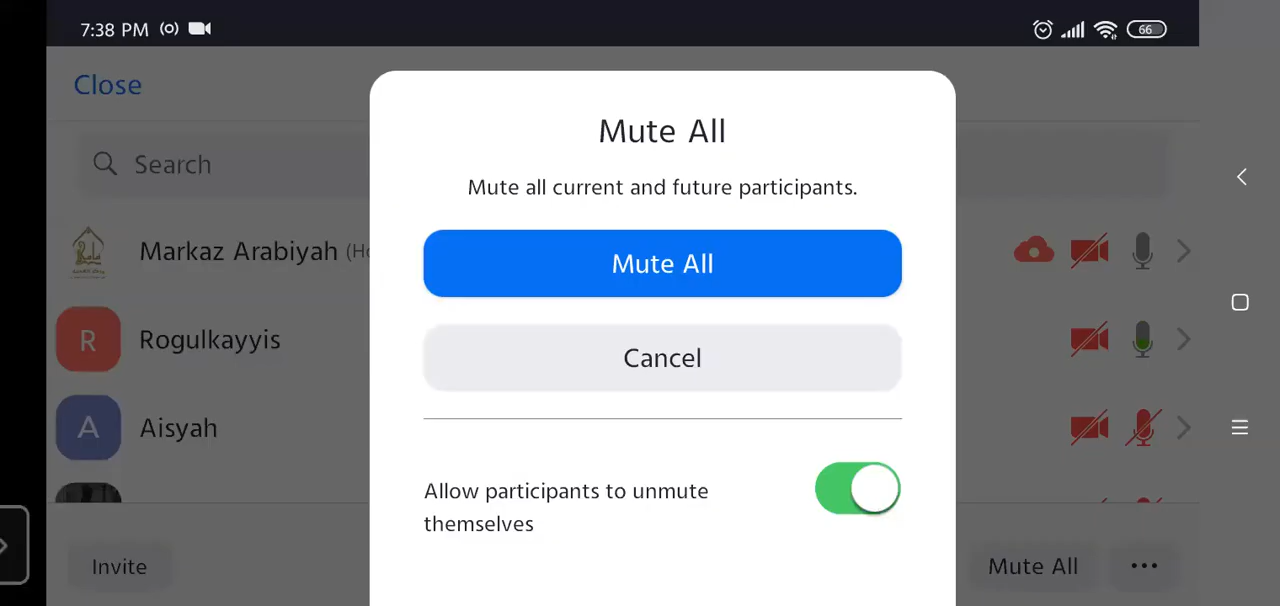 7:38 PM
66
Close
Mute All
Search
Mute all current and future participants.
Markaz Arabiyah (Ho
Mute All
R Rogulkayyis
Cancel
A Aisyah
Allow participants to unmute
themselves
Invite
Mute All